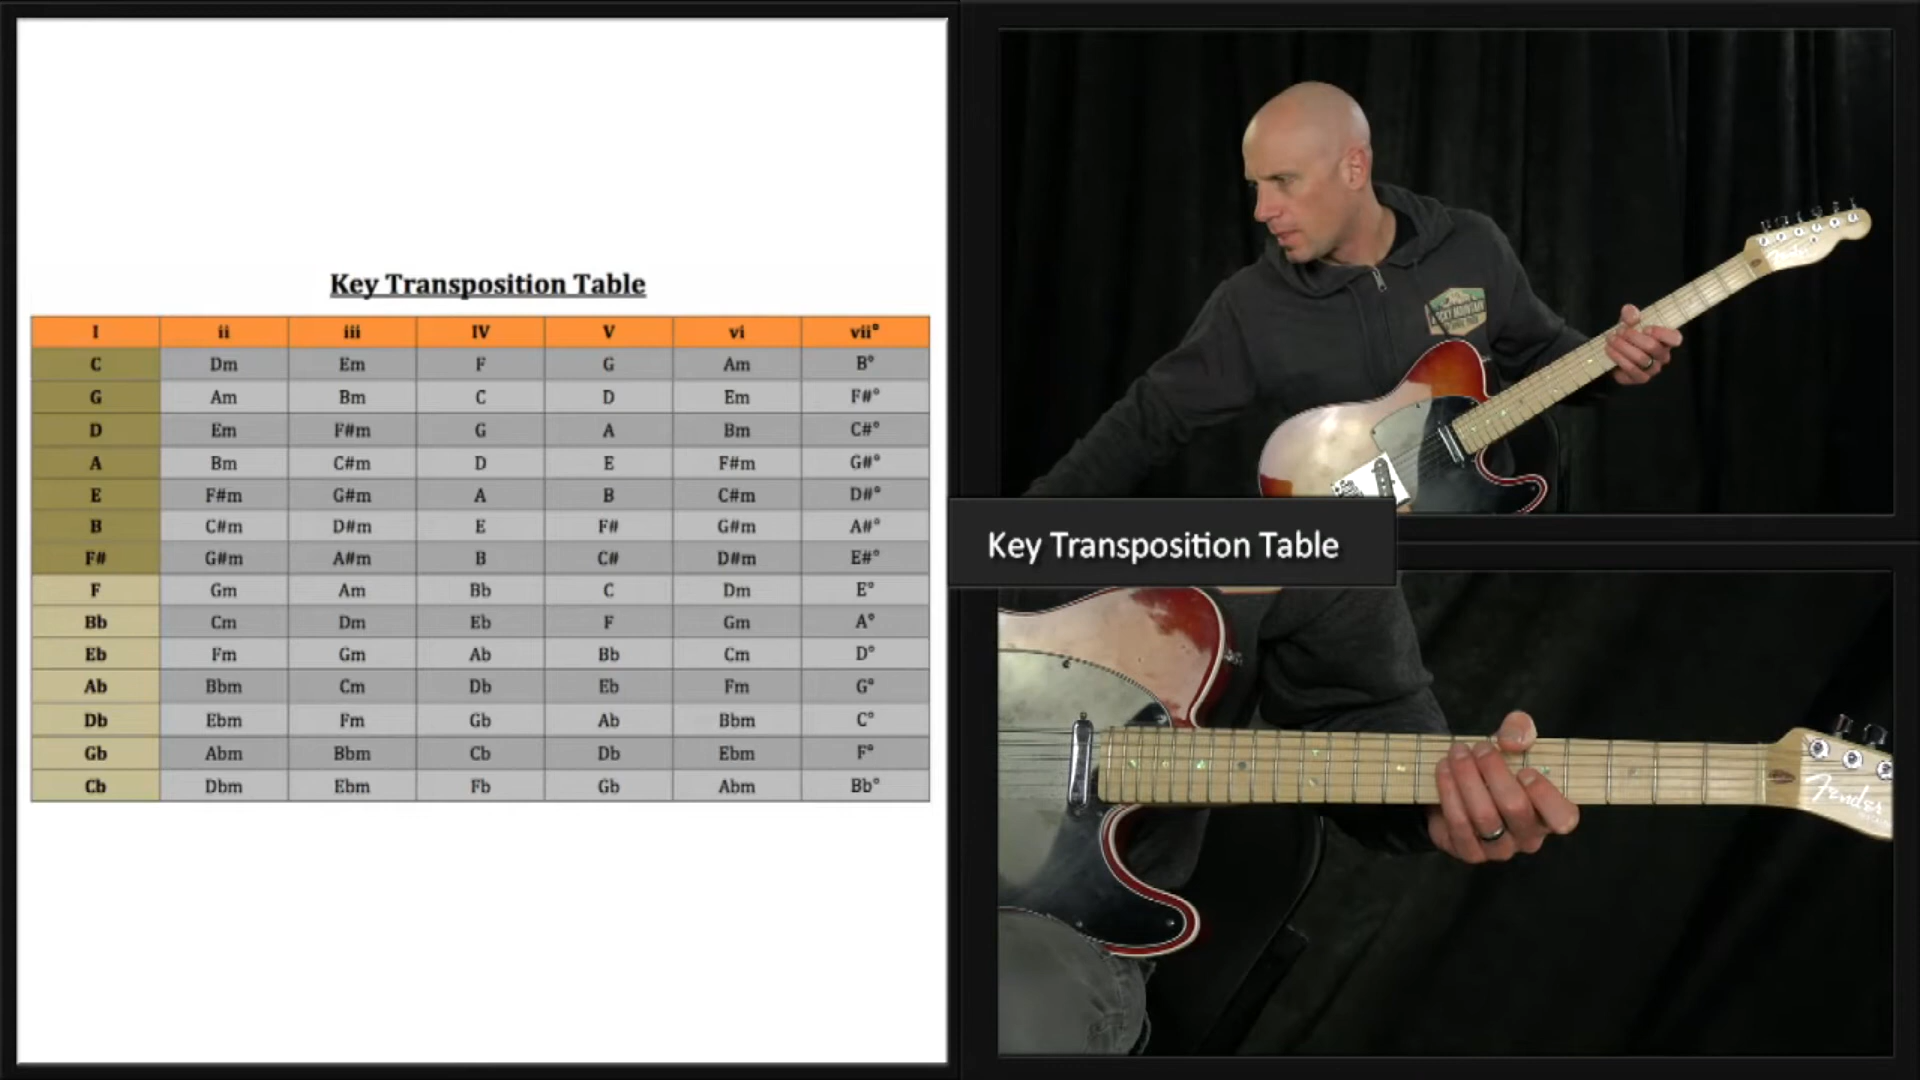 Key Transposition Table
I ii iii IV V vi vii°
C Dm Em F G Am B°
G Am Bm C D Em F#°
D Em F#m G A Bm C#°
A Bm C#m D E F#m G#°
E F#m G#m A B C#m D#°
B C#m D#m E F# G#m A#°
F# G#m A#m B C# D#m E#°
F Gm Am Bb C Dm E°
Bb Cm Dm Eb F Gm A°
Eb Fm Gm Ab Bb Cm D°
Ab Bbm Cm Db Eb Fm G°
Db Ebm Fm Gb Ab Bbm C°
Gb Abm Bbm Cb Db Ebm F°
Cb Dbm Ebm Fb Gb Abm Bb°
Fender
ROCKY MOUNTAIN
Key Transposition Table
Fender